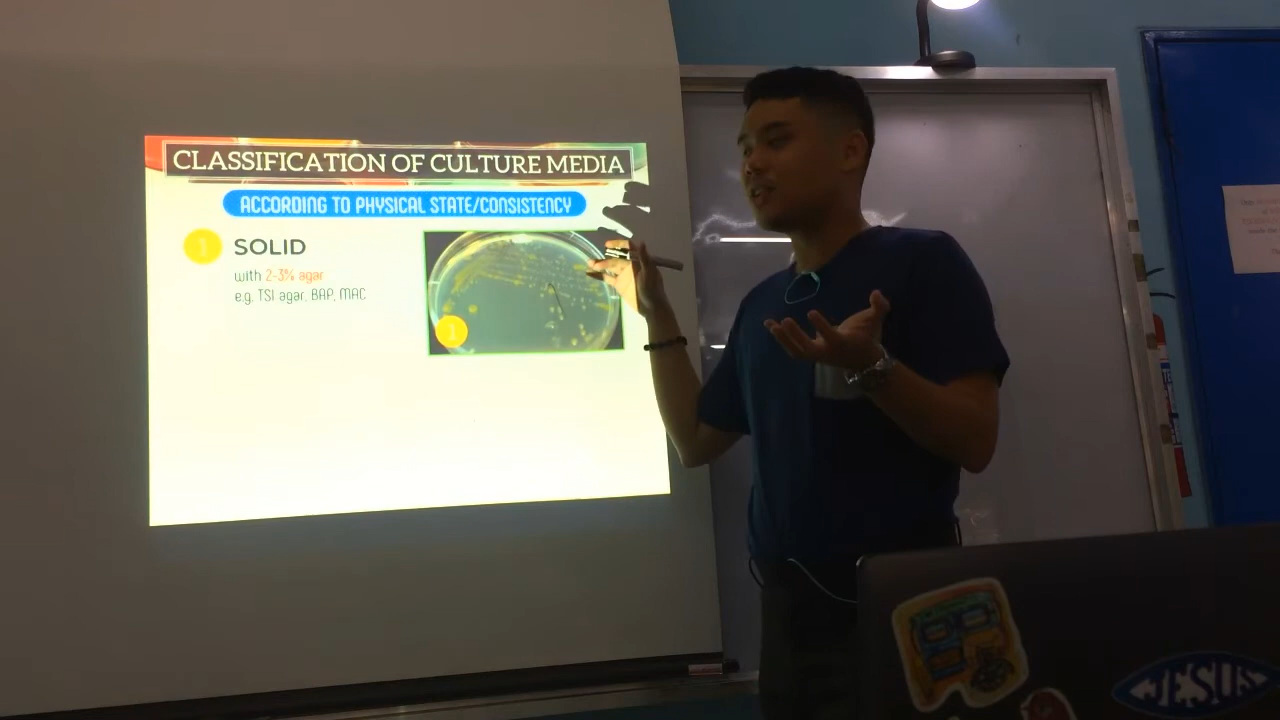 CLASSIFICATION OF CULTURE MEDIA
ACCORDING TO PHYSICAL STATE/CONSISTENCY
1 SOLID
with 2-3% agar
e.g. TSI agar, BAP, MAC
1
JESUS